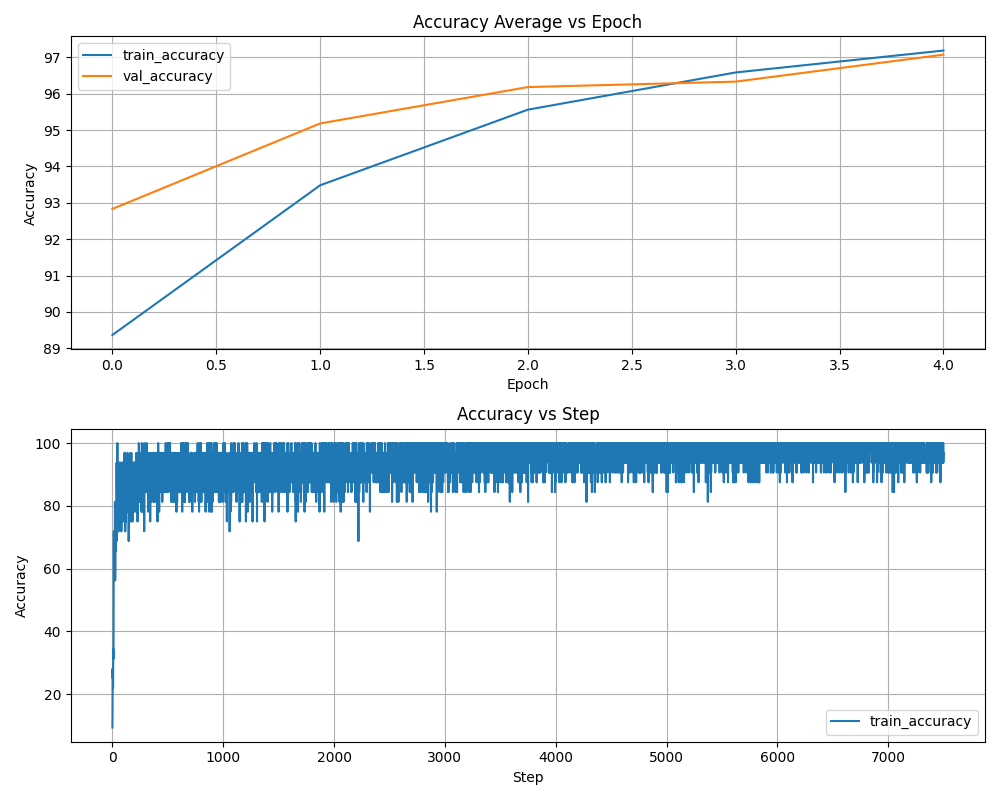 Accuracy Average vs Epoch
train_accuracy
val_accuracy
97
96
95
94
93
92
91
90
89
Accuracy
0.0 0.5 1.0 1.5 2.0 2.5 3.0 3.5 4.0
Epoch
Accuracy vs Step
100
80
60
40
20
Accuracy
train_accuracy
0 1000 2000 3000 4000 5000 6000 7000
Step